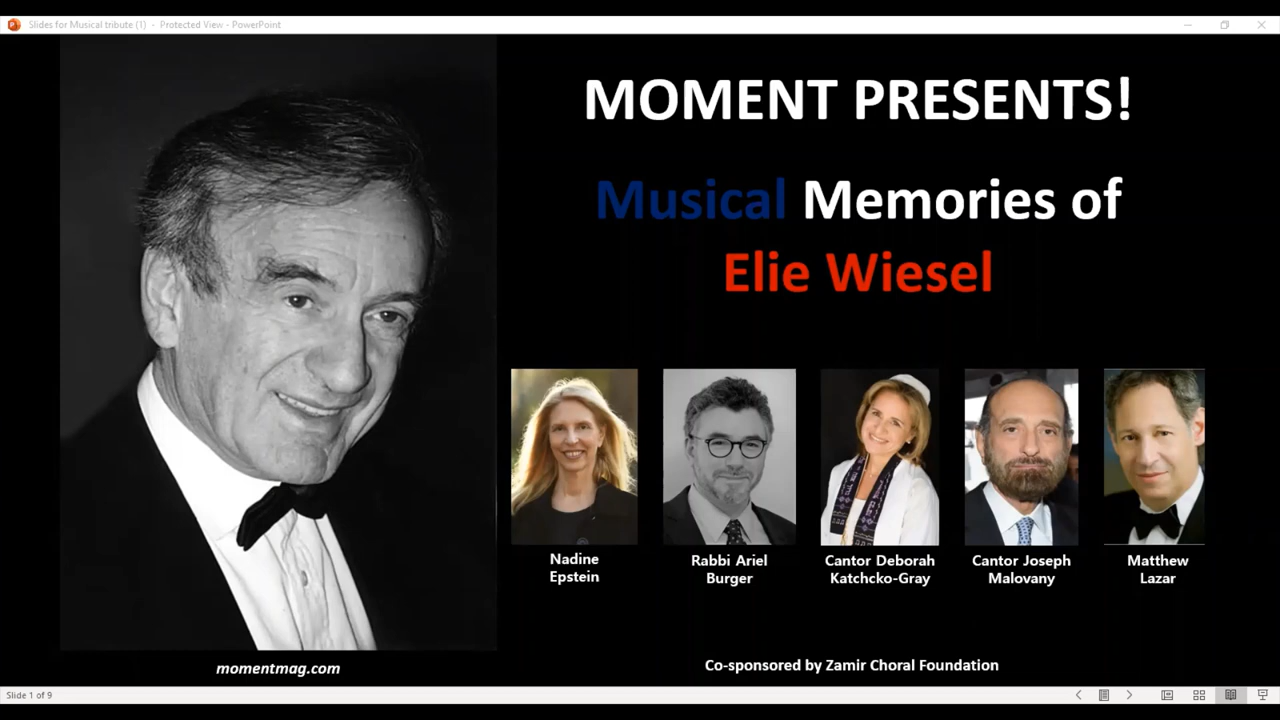 Slides for Musical tribute (1) - Protected View - PowerPoint
MOMENT PRESENTS!
Musical Memories of
Elie Wiesel
Nadine
Epstein
Rabbi Ariel
Burger
Cantor Deborah
Katchcko-Gray
Cantor Joseph
Malovany
Matthew
Lazar
momentmag.com
Co-sponsored by Zamir Choral Foundation
Slide 1 of 9